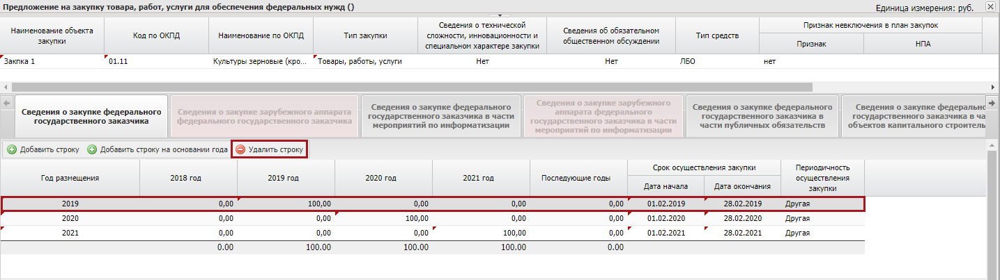 Предложение на закупку товара, работ, услуги для обеспечения федеральных нужд ()
Единица измерения: руб.
Наименование объекта
закупки
Код по ОКПД
Наименование по ОКПД
Тип закупки
Сведения о технической
сложности, инновационности и
специальном характере закупки
Сведения об обязательном
общественном обсуждении
Тип средств
Признак невключения в план закупок
Признак
НПА
Закпка 1
01.11
Культуры зерновые (кро...
Товары, работы, услуги
Нет
Нет
ЛБО
нет
Сведения о закупке федерального
государственного заказчика
Сведения о закупке зарубежного аппарата
федерального государственного заказчика
Сведения о закупке федерального
государственного заказчика в части
мероприятий по информатизации
Сведения о закупке зарубежного
аппарата федерального
государственного заказчика в части
мероприятий по информатизации
Сведения о закупке федерального
государственного заказчика в
части публичных обязательств
Сведения о закупке федерально
государственного заказчика в ча
объектов капитального строитель
Добавить строку
Добавить строку на основании года
Удалить строку
Год размещения
2018 год
2019 год
2020 год
2021 год
Последующие годы
Срок осуществления закупки
Дата начала
Дата окончания
Периодичность
осуществления
закупки
2019 0,00 100,00 0,00 0,00 0,00 01.02.2019 28.02.2019 Другая
2020 0,00 0,00 100,00 0,00 0,00 01.02.2020 28.02.2020 Другая
2021 0,00 0,00 0,00 100,00 0,00 01.02.2021 28.02.2021 Другая
0.00 100.00 100.00 100.00 0.00